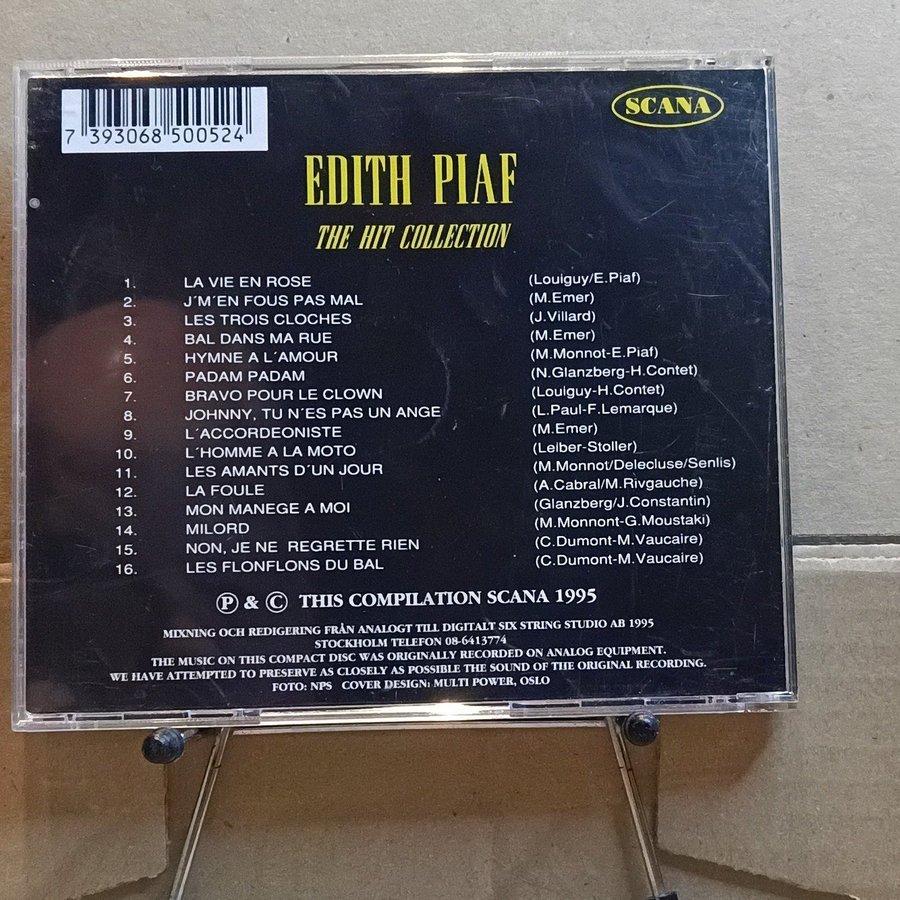 7 393068 500524
SCANA
EDITH PIAF
THE HIT COLLECTION
1. LA VIE EN ROSE (Louiguy/E.Piaf)
2. J´M´EN FOUS PAS MAL (M.Emer)
3. LES TROIS CLOCHES (J.Villard)
4. BAL DANS MA RUE (M.Emer)
5. HYMNE A L´AMOUR (M.Monnot-E.Piaf)
6. PADAM PADAM (N.Glanzberg-H.Contet)
7. BRAVO POUR LE CLOWN (Louiguy-H.Contet)
8. JOHNNY, TU N´ES PAS UN ANGE (L.Paul-F.Lemarque)
9. L´ACCORDEONISTE (M.Emer)
10. L´HOMME A LA MOTO (Leiber-Stoller)
11. LES AMANTS D´UN JOUR (M.Monnot/Delecluse/Senlis)
12. LA FOULE (A.Cabral/M.Rivgauche)
13. MON MANEGE A MOI (Glanzberg/J.Constantin)
14. MILORD (M.Monnont-G.Moustaki)
15. NON, JE NE REGRETTE RIEN (C.Dumont-M.Vaucaire)
16. LES FLONFLONS DU BAL (C.Dumont-M.Vaucaire)
Ⓟ & © THIS COMPILATION SCANA 1995
MIXNING OCH REDIGERING FRÅN ANALOGT TILL DIGITALT SIX STRING STUDIO AB 1995
STOCKHOLM TELEFON 08-6413774
THE MUSIC ON THIS COMPACT DISC WAS ORIGINALLY RECORDED ON ANALOG EQUIPMENT.
WE HAVE ATTEMPTED TO PRESERVE AS CLOSELY AS POSSIBLE THE SOUND OF THE ORIGINAL RECORDING.
FOTO: NPS COVER DESIGN: MULTI POWER, OSLO